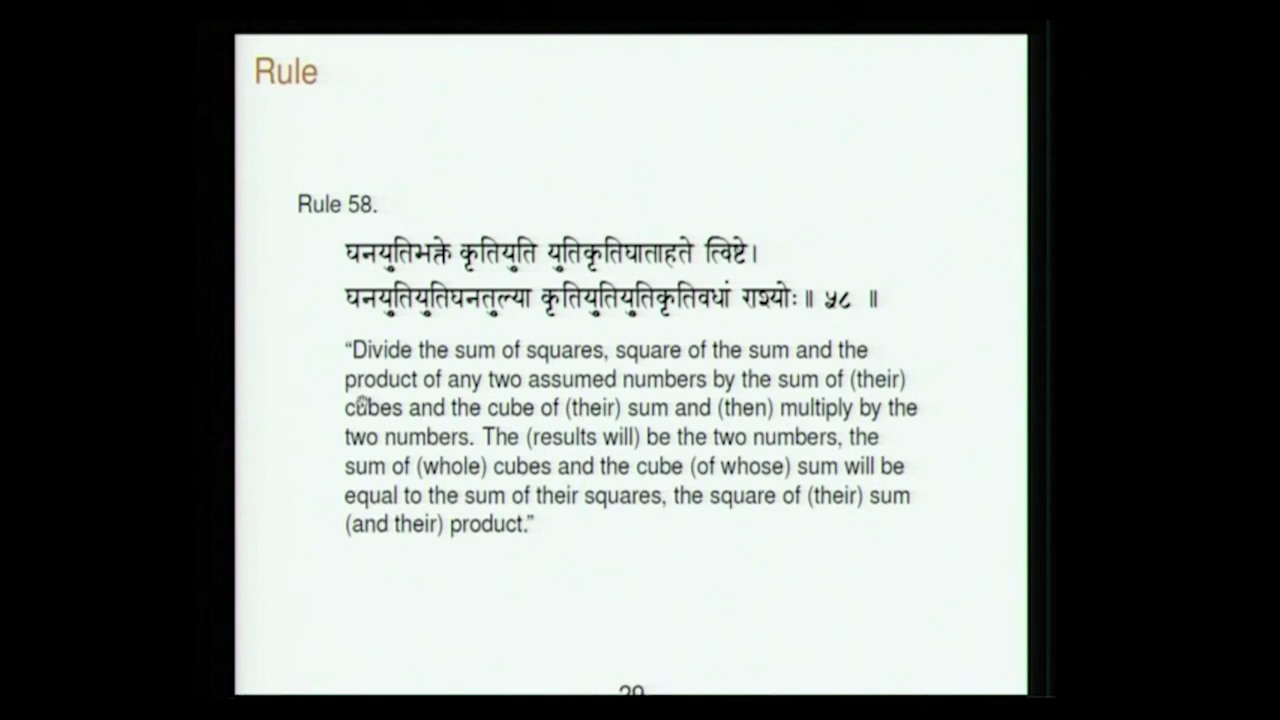 Rule
Rule 58.
घनयुतिभक्ते कृतियुति युतिकृतिघाताहते त्विष्टे।
घनयुतियुतिघनतुल्या कृतियुतियुतिकृतिवधां राश्योः॥ ५८ ॥
“Divide the sum of squares, square of the sum and the
product of any two assumed numbers by the sum of (their)
cubes and the cube of (their) sum and (then) multiply by the
two numbers. The (results will) be the two numbers, the
sum of (whole) cubes and the cube (of whose) sum will be
equal to the sum of their squares, the square of (their) sum
(and their) product.”
29